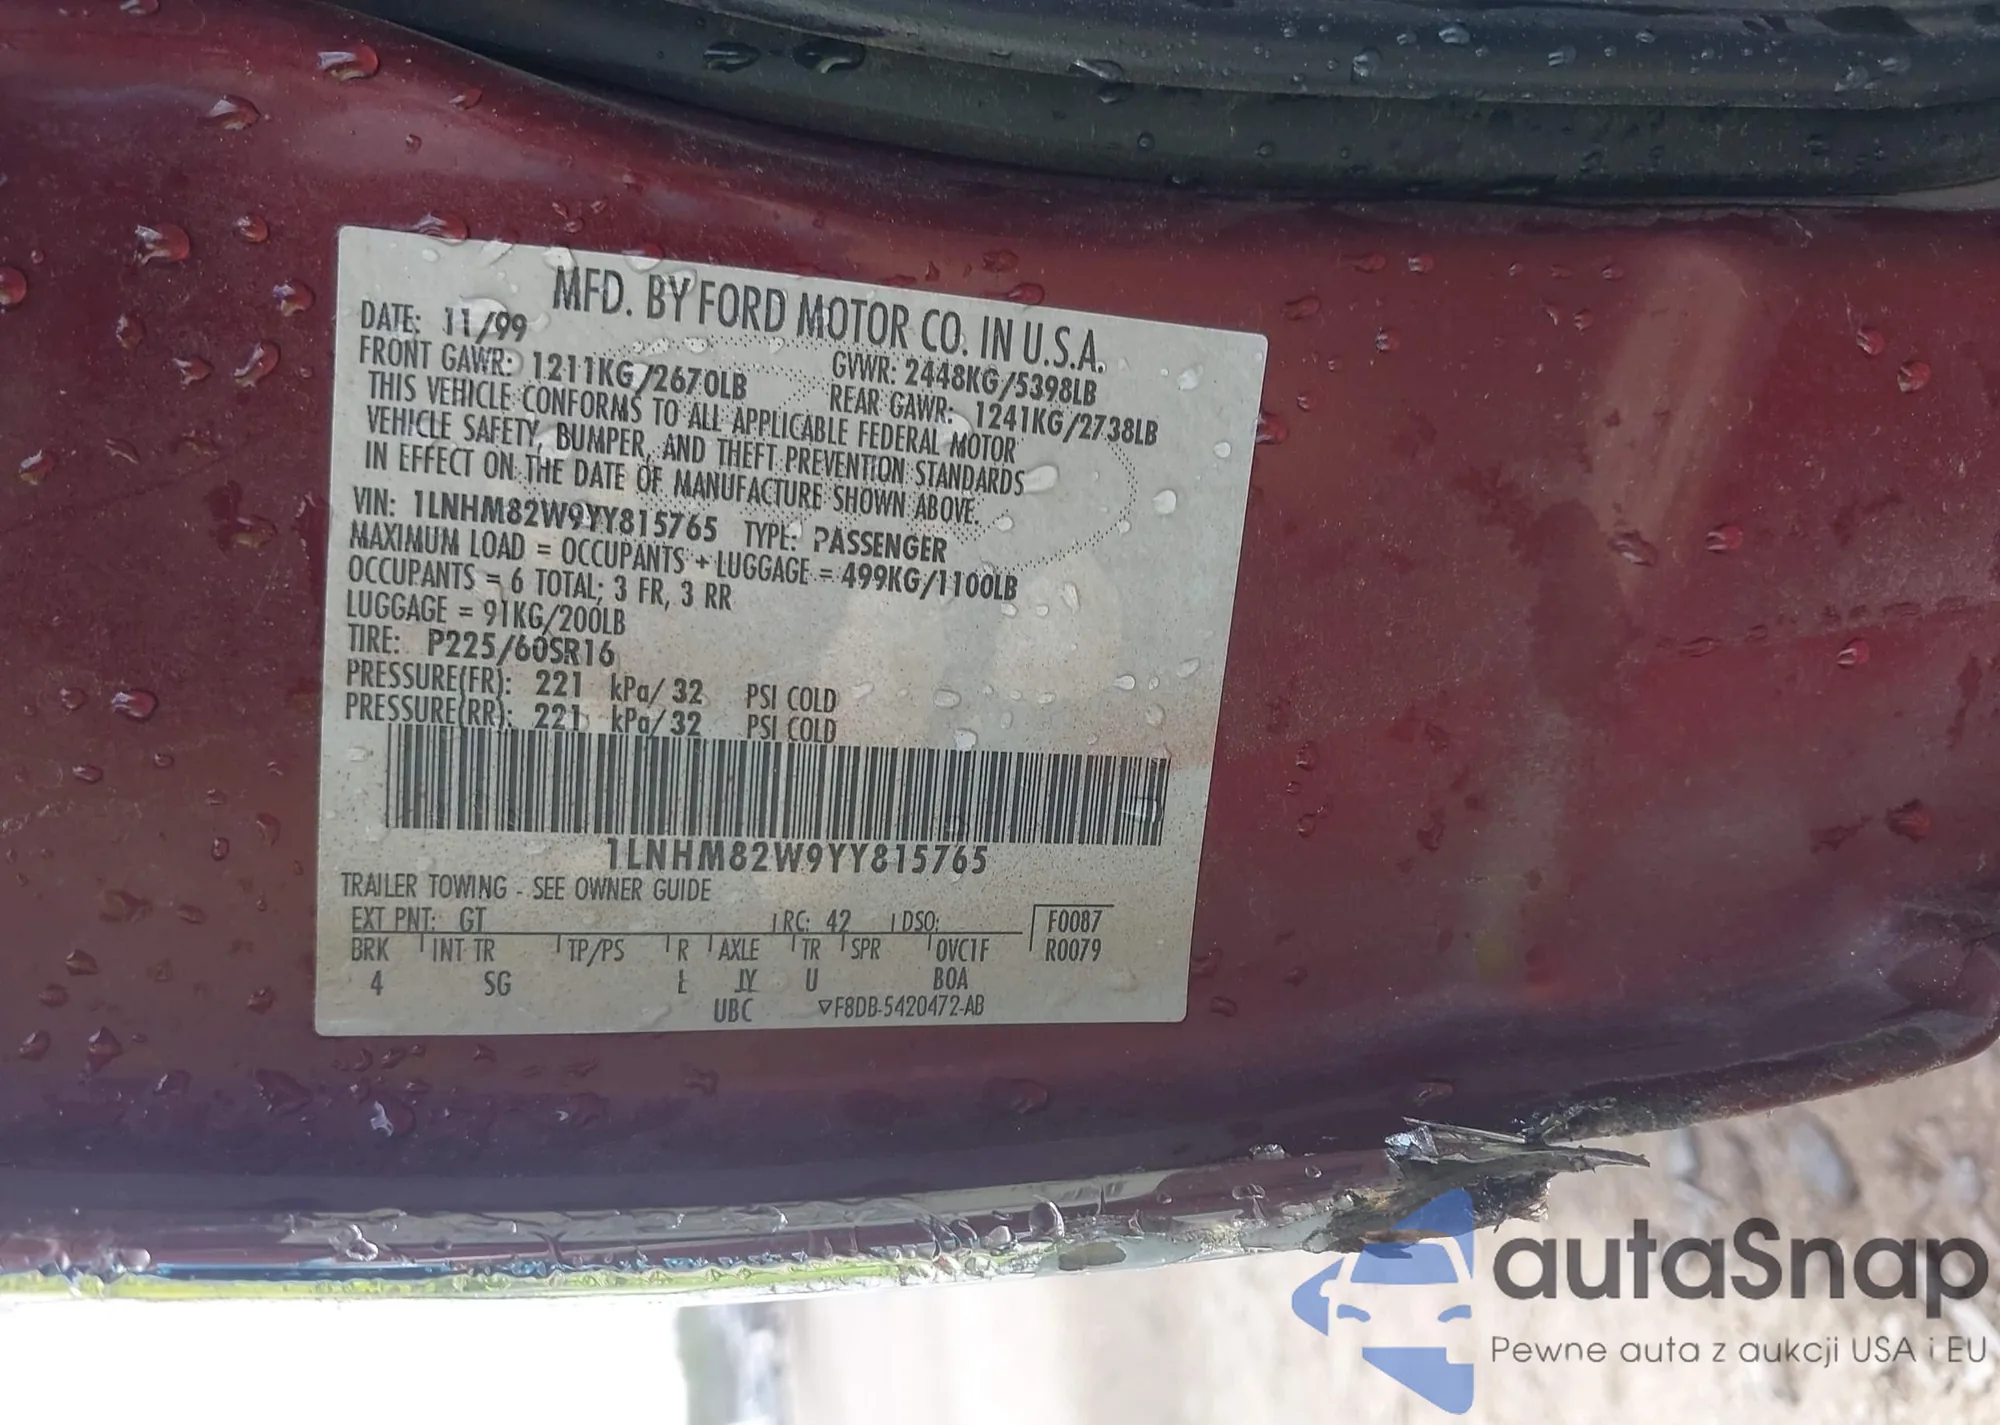 MFD. BY FORD MOTOR CO. IN U.S.A.
DATE: 11/99 GVWR: 2448KG/5398LB
FRONT GAWR: 1211KG/2670LB REAR GAWR: 1241KG/2738LB
THIS VEHICLE CONFORMS TO ALL APPLICABLE FEDERAL MOTOR
VEHICLE SAFETY, BUMPER, AND THEFT PREVENTION STANDARDS
IN EFFECT ON THE DATE OF MANUFACTURE SHOWN ABOVE.
VIN: 1LNHM82W9YY815765 TYPE: PASSENGER
MAXIMUM LOAD = OCCUPANTS + LUGGAGE = 499KG/1100LB
OCCUPANTS = 6 TOTAL; 3 FR, 3 RR
LUGGAGE = 91KG/200LB
TIRE: P225/60SR16
PRESSURE(FR): 221 kPa/ 32 PSI COLD
PRESSURE(RR): 221 kPa/ 32 PSI COLD
1LNHM82W9YY815765
TRAILER TOWING - SEE OWNER GUIDE
EXT PNT: GT RC: 42 DSO: F0087
BRK INT TR TP/PS R AXLE TR SPR OVC1F R0079
4 SG Ł JY U BOA
UBC ▽F8DB-5420472-AB
autaSnap
Pewne auta z aukcji USA i EU